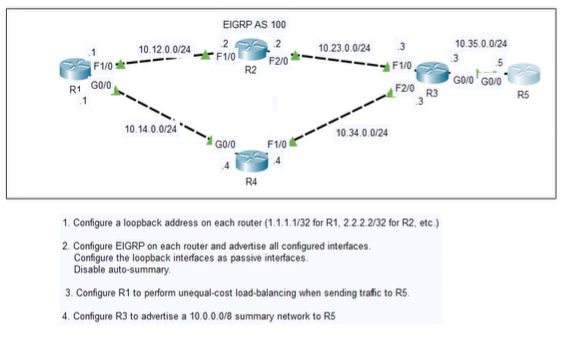 EIGRP AS 100
.1
10.12.0.0/24
.2
.2
10.23.0.0/24
.3
10.35.0.0/24
F1/0
F1/0
F2/0
F1/0
.3
.5
R1
G0/0
R2
F2/0
R3
G0/0
G0/0
R5
.1
.3
10.14.0.0/24
10.34.0.0/24
G0/0
F1/0
.4
.4
R4
1. Configure a loopback address on each router (1.1.1.1/32 for R1, 2.2.2.2/32 for R2, etc.)
2. Configure EIGRP on each router and advertise all configured interfaces.
Configure the loopback interfaces as passive interfaces.
Disable auto-summary.
3. Configure R1 to perform unequal-cost load-balancing when sending traffic to R5.
4. Configure R3 to advertise a 10.0.0.0/8 summary network to R5